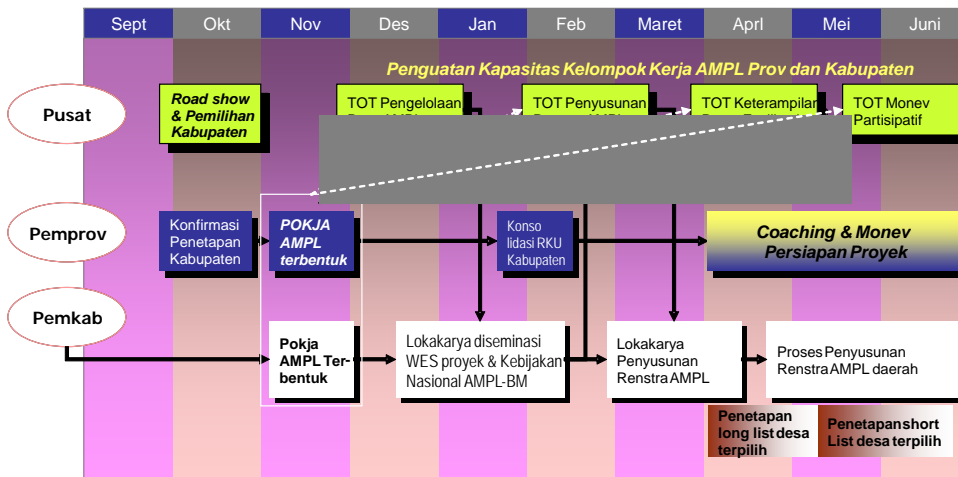 Sept Okt Nov Des Jan Feb Maret Aprl Mei Juni
Penguatan Kapasitas Kelompok Kerja AMPL Prov dan Kabupaten
Pusat
Road show
& Pemilihan
Kabupaten
TOT Pengelolaan
TOT Penyusunan
TOT Keterampilan
TOT Monev
Partisipatif
Pemprov
Konfirmasi
Penetapan
Kabupaten
POKJA
AMPL
terbentuk
Konso
lidasi RKU
Kabupaten
Coaching & Monev
Persiapan Proyek
Pemkab
Pokja
AMPL Ter-
bentuk
Lokakarya diseminasi
WES proyek & Kebijakan
Nasional AMPL-BM
Lokakarya
Penyusunan
Renstra AMPL
Proses Penyusunan
Renstra AMPL daerah
Penetapan
long list desa
terpilih
Penetapan short
List desa terpilih